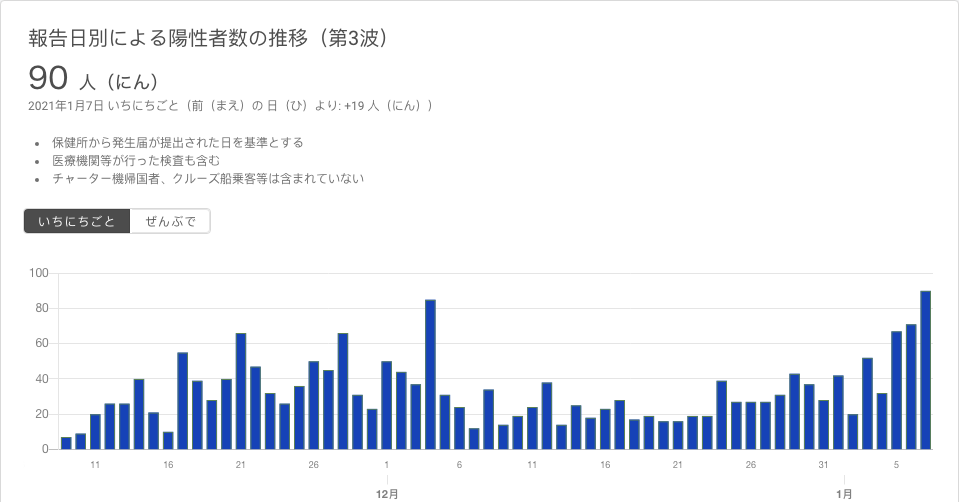 報告日別による陽性者数の推移（第3波）
90 人（にん）
2021年1月7日 いちにちごと（前（まえ）の 日（ひ）より: +19 人（にん））
保健所から発生届が提出された日を基準とする
医療機関等が行った検査も含む
チャーター機帰国者、クルーズ船乗客等は含まれていない
いちにちごと ぜんぶで
100
80
60
40
20
0
11 16 21 26 1 6 11 16 21 26 31 5
12月 1月